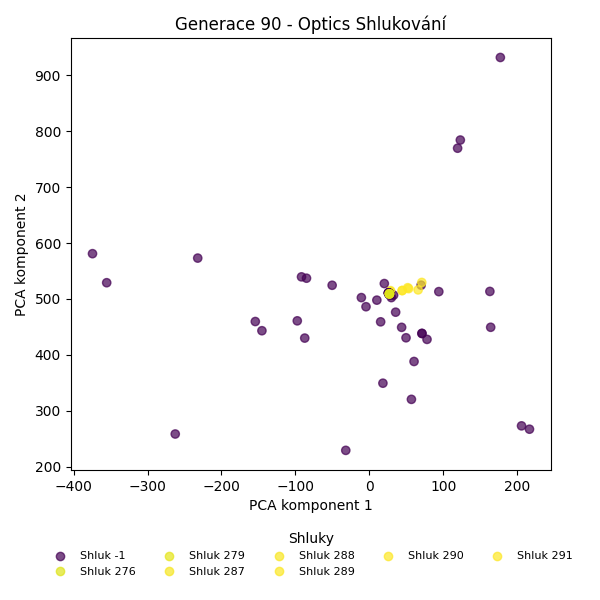 Generace 90 - Optics Shlukování
PCA komponent 2
900
800
700
600
500
400
300
200
−400 −300 −200 −100 0 100 200
PCA komponent 1
Shluky
Shluk -1 Shluk 279 Shluk 288 Shluk 290 Shluk 291
Shluk 276 Shluk 287 Shluk 289